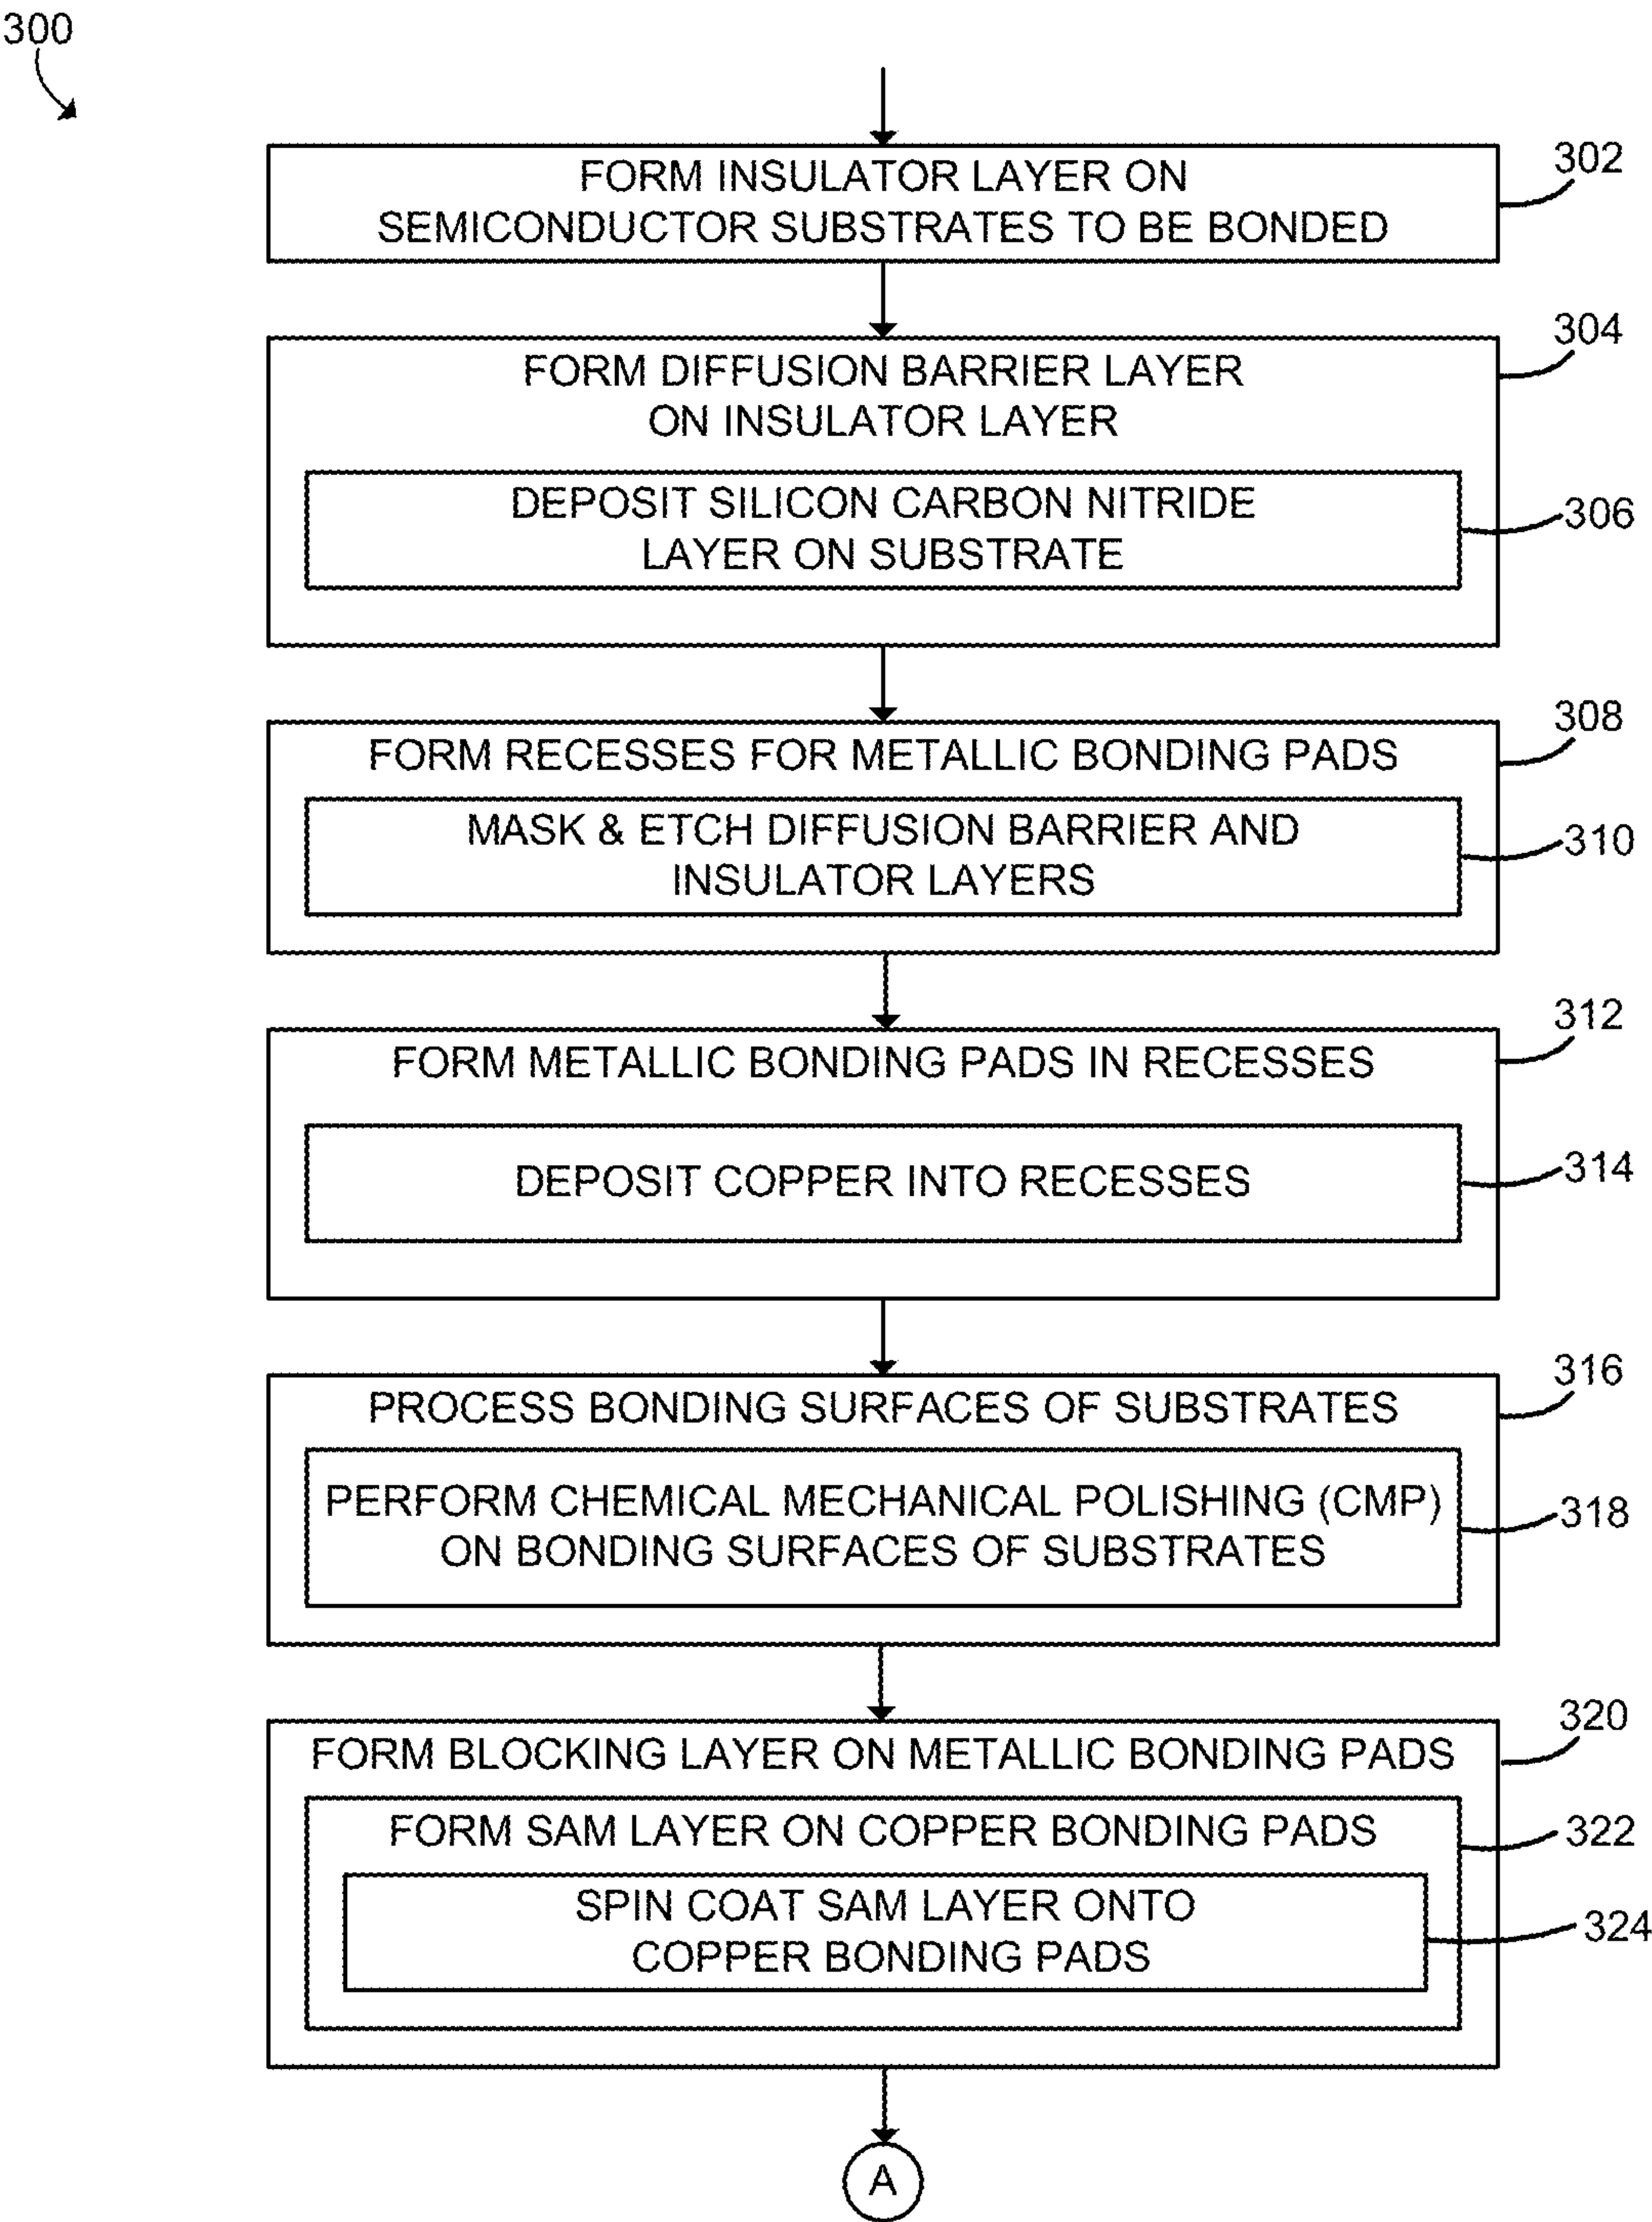 300
FORM INSULATOR LAYER ON
SEMICONDUCTOR SUBSTRATES TO BE BONDED
302
FORM DIFFUSION BARRIER LAYER
ON INSULATOR LAYER
304
DEPOSIT SILICON CARBON NITRIDE
LAYER ON SUBSTRATE
306
FORM RECESSES FOR METALLIC BONDING PADS
308
MASK & ETCH DIFFUSION BARRIER AND
INSULATOR LAYERS
310
FORM METALLIC BONDING PADS IN RECESSES
312
DEPOSIT COPPER INTO RECESSES
314
PROCESS BONDING SURFACES OF SUBSTRATES
316
PERFORM CHEMICAL MECHANICAL POLISHING (CMP)
ON BONDING SURFACES OF SUBSTRATES
318
FORM BLOCKING LAYER ON METALLIC BONDING PADS
320
FORM SAM LAYER ON COPPER BONDING PADS
322
SPIN COAT SAM LAYER ONTO
COPPER BONDING PADS
324
A